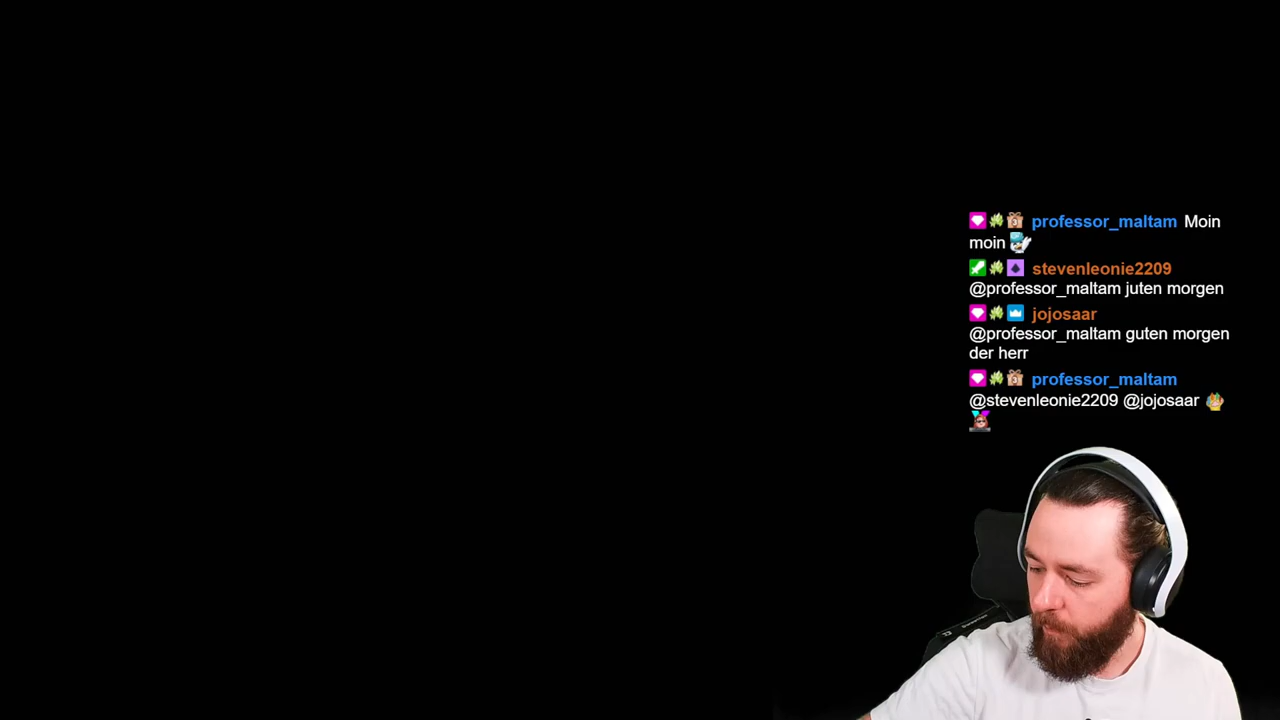 professor_maltam Moin
moin
stevenleonie2209
@professor_maltam juten morgen
jojosaar
@professor_maltam guten morgen
der herr
professor_maltam
@stevenleonie2209 @jojosaar